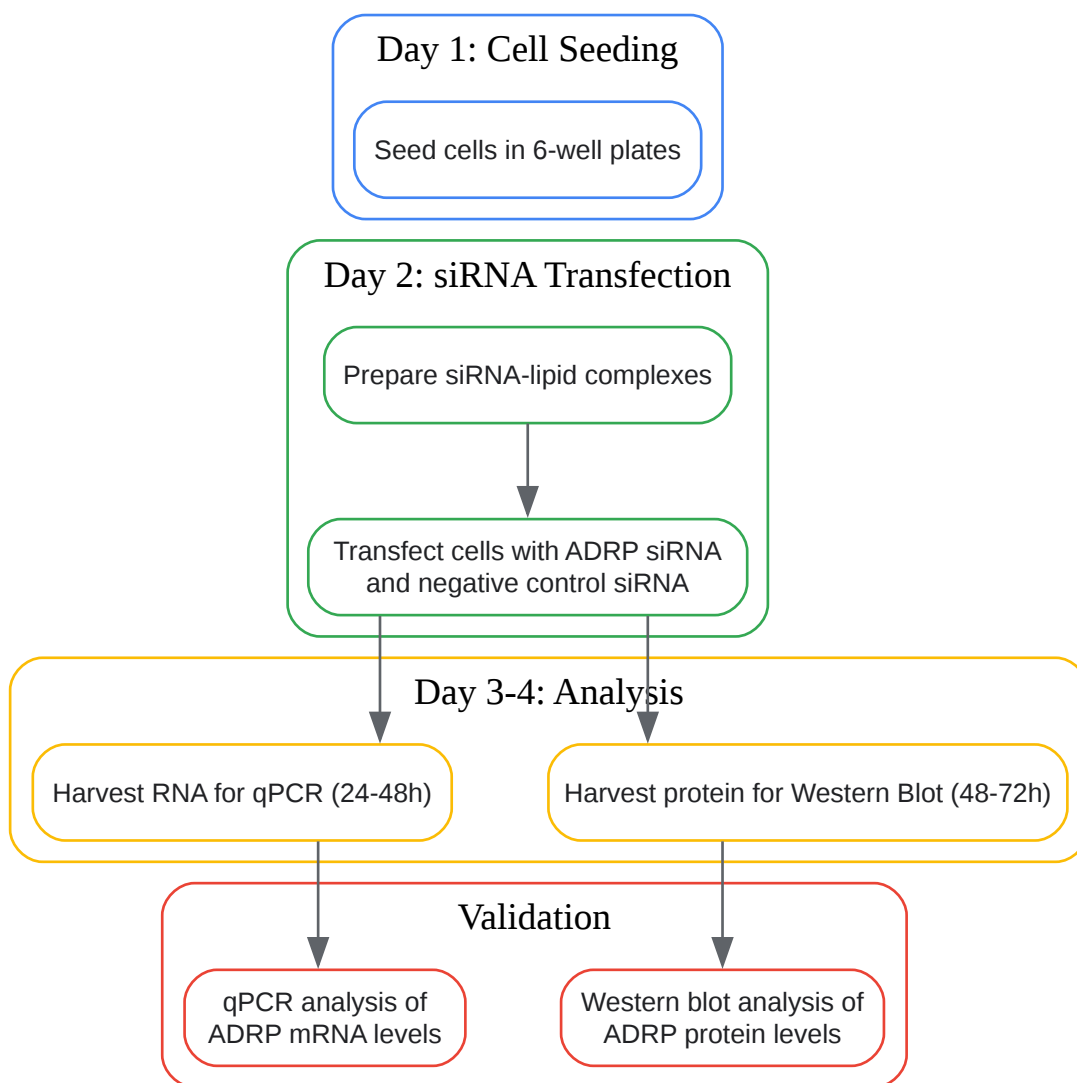 Day 1: Cell Seeding
Seed cells in 6-well plates
Day 2: siRNA Transfection
Prepare siRNA-lipid complexes
Transfect cells with ADRP siRNA
and negative control siRNA
Day 3-4: Analysis
Harvest RNA for qPCR (24-48h)
Harvest protein for Western Blot (48-72h)
Validation
qPCR analysis of
ADRP mRNA levels
Western blot analysis of
ADRP protein levels